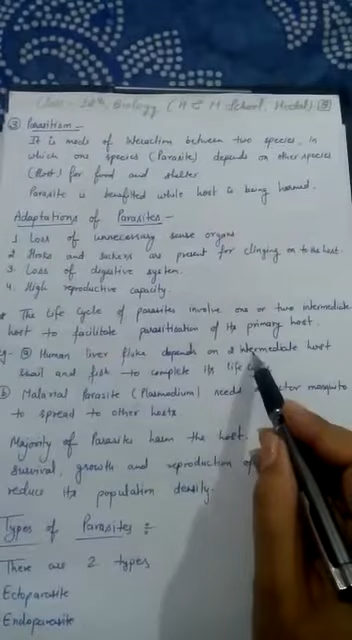 Class - 12th, Biology (H S M School, Modal) 3
③ Parasitism -
It is mode of interaction between two species, in
which one species (Parasite) depends on other species
(Host) for food and shelter
Parasite is benefitted while host is being harmed.
Adaptations of Parasites -
1. Loss of unnecessary sense organs
2 Hooks and suckers are present for clinging on to the host.
3. Loss of digestive system.
4. High reproductive capacity.
* The life cycle of parasites involve one or two intermediate
host to facilitate parasitisation of its primary host.
eg- ⓐ Human liver fluke depends on 2 intermediate host
snail and fish to complete its life
ⓑ Malarial Parasite (Plasmodium) needs vector mosquito
to spread to other hosts
Majority of Parasites harm the host.
survival, growth and reproduction of
reduce its population density.
Types of Parasites :-
There are 2 types
Ectoparasite
Endoparasite